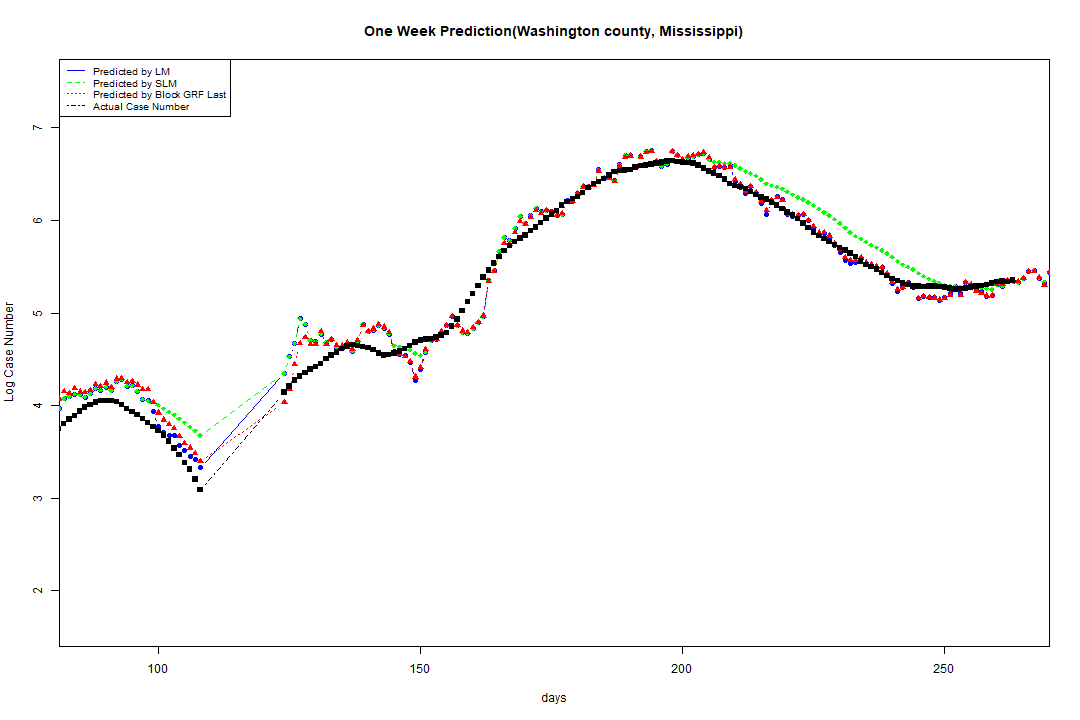 One Week Prediction(Washington county, Mississippi)
Predicted by LM
Predicted by SLM
Predicted by Block GRF Last
Actual Case Number
7
6
5
4
3
2
Log Case Number
100 150 200 250
days